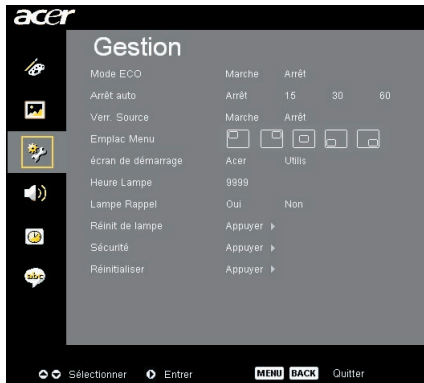 acer
Gestion
Mode ECO Marche Arrêt
Arrêt auto Arrêt 15 30 60
Verr. Source Marche Arrêt
Emplac Menu
écran de démarrage Acer Utilis
Heure Lampe 9999
Lampe Rappel Oui Non
Réinit de lampe Appuyer
Sécurité Appuyer
Réinitialiser Appuyer
abc
Sélectionner Entrer MENU BACK Quitter